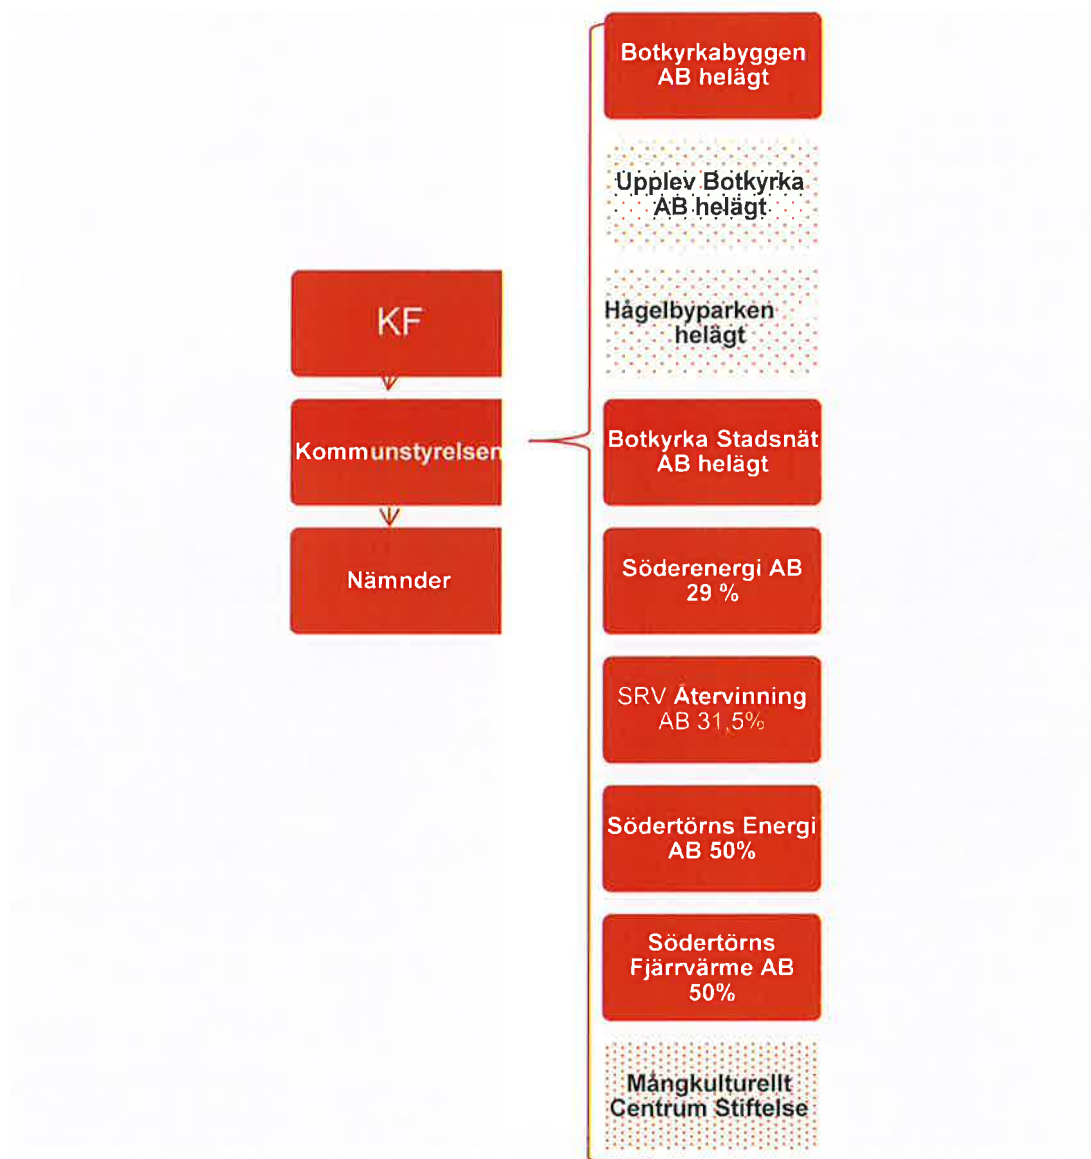 KF
Kommunstyrelsen
Nämnder
Botkyrkabyggen
AB helägt
Upplev Botkyrka
AB helägt
Hågelbyparken
helägt
Botkyrka Stadsnät
AB helägt
Söderenergi AB
29 %
SRV Återvinning
AB 31,5%
Södertörns Energi
AB 50%
Södertörns
Fjärrvärme AB
50%
Mångkulturellt
Centrum Stiftelse